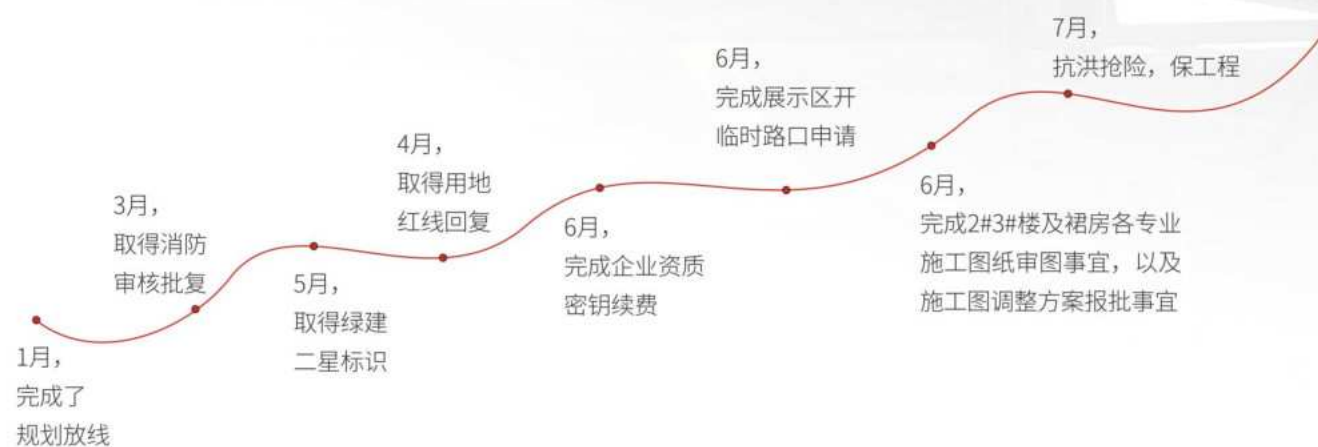 1月，
完成了
规划放线
3月，
取得消防
审核批复
5月，
取得绿建
二星标识
4月，
取得用地
红线回复
6月，
完成企业资质
密钥续费
6月，
完成展示区开
临时路口申请
6月，
完成2#3#楼及裙房各专业
施工图纸审图事宜，以及
施工图调整方案报批事宜
7月，
抗洪抢险，保工程